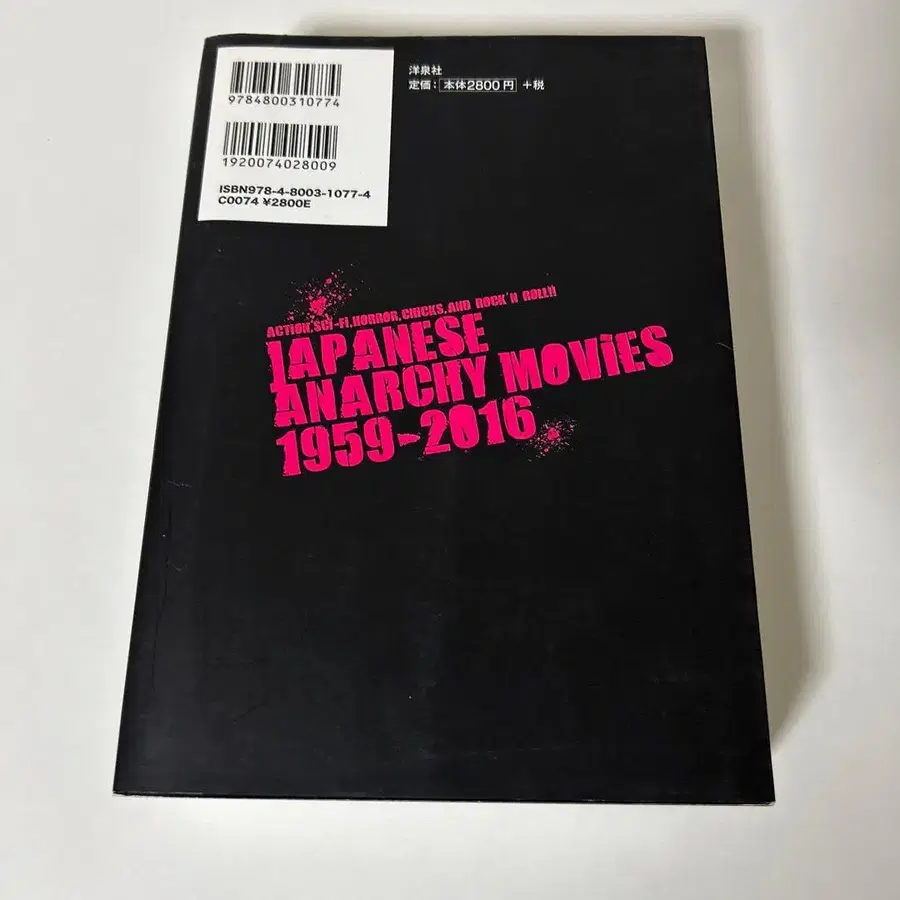 9784800310774
1920074028009
ISBN978-4-8003-1077-4
C0074 ¥2800E
洋泉社
定価: 本体2800円 +税
ACTION,SCI-FI,HORROR,CHICKS,AND ROCK'N ROLL!!
JAPANESE
ANARCHY MOViES
1959-2016